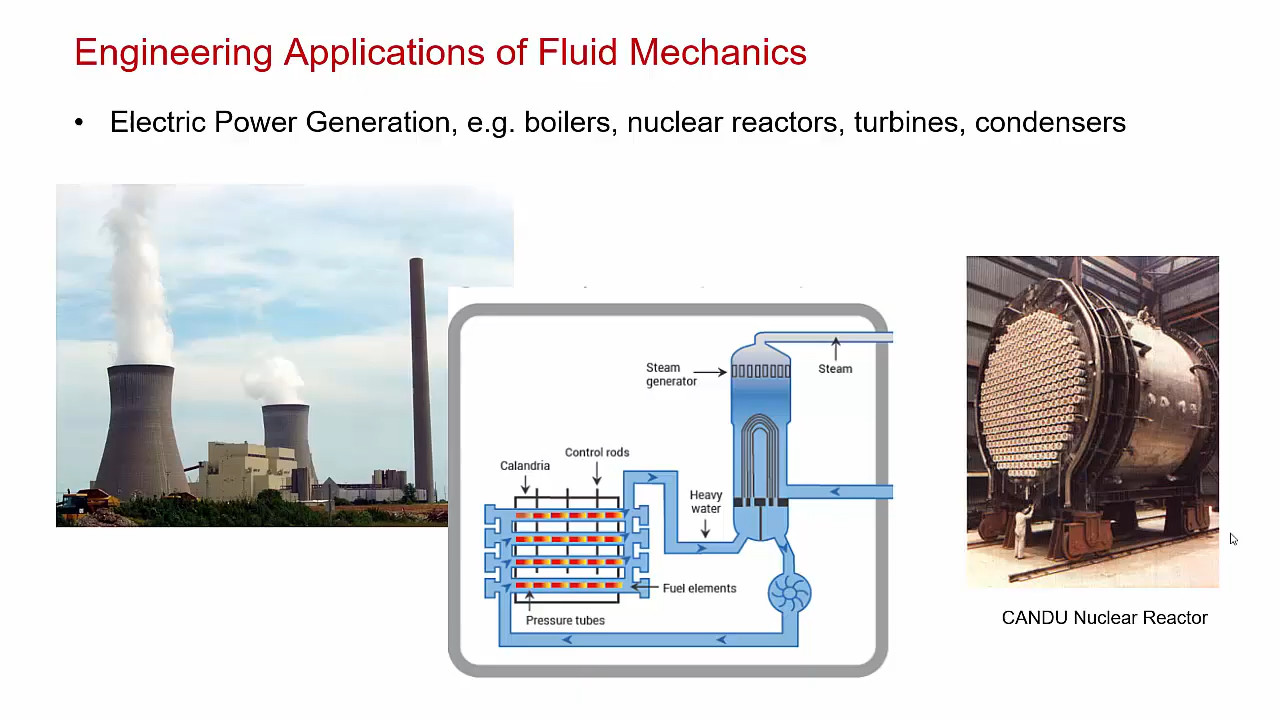 Engineering Applications of Fluid Mechanics
• Electric Power Generation, e.g. boilers, nuclear reactors, turbines, condensers
Steam
generator
Steam
Control rods
Calandria
Heavy
water
Fuel elements
Pressure tubes
CANDU Nuclear Reactor